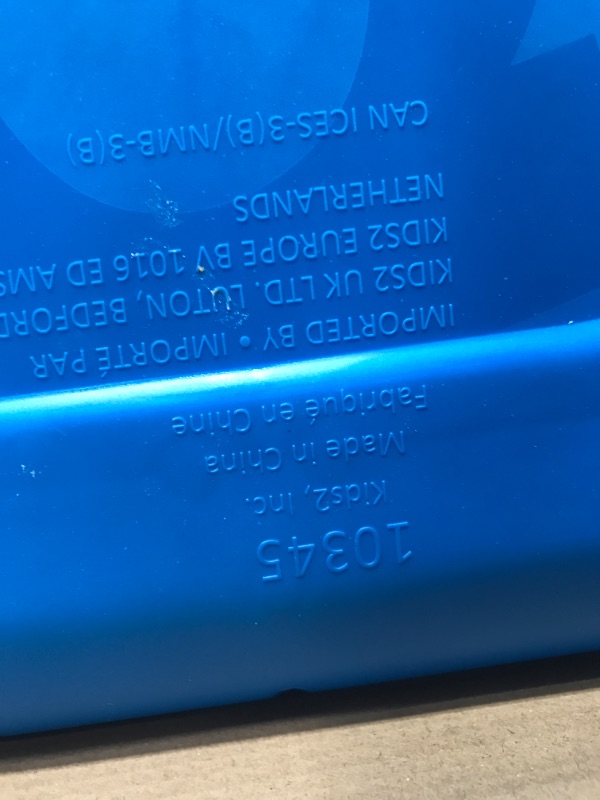 10345
Kids2, Inc.
Made in China
Fabriqué en Chine
IMPORTED BY • IMPORTÉ PAR
KIDS2 UK LTD. LUTON, BEDFORD
KIDS2 EUROPE BV 1016 ED AMS
NETHERLANDS
CAN ICES-3(B)/NMB-3(B)